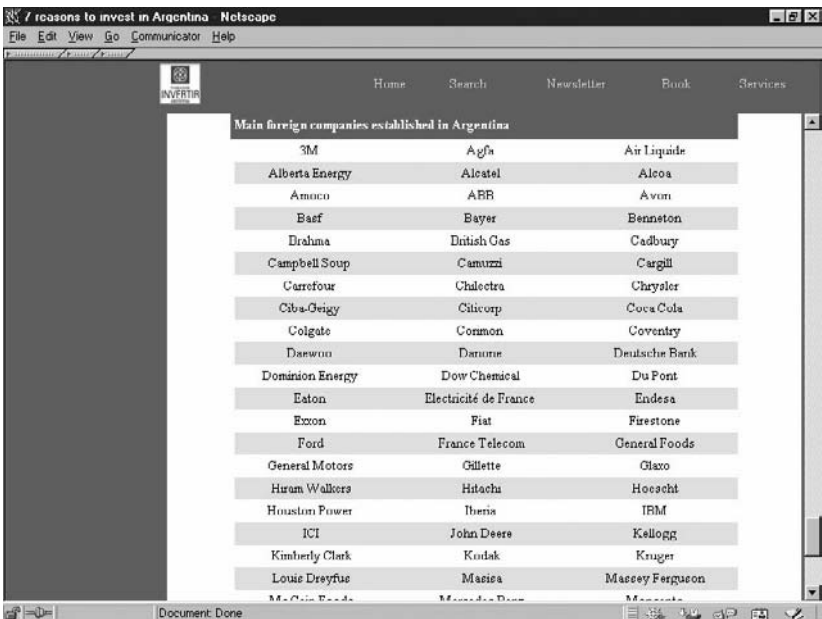 7 reasons to invest in Argentina - Netscape
File Edit View Go Communicator Help
INVERTIR
Home Search Newsletter Book Services
Main foreign companies established in Argentina
3M Agfa Air Liquide
Alberta Energy Alcatel Alcoa
Amoco ABB Avon
Basf Bayer Benneton
Brahma British Gas Cadbury
Campbell Soup Camuzzi Cargill
Carrefour Chilectra Chrysler
Ciba-Geigy Citicorp Coca Cola
Colgate Conmon Coventry
Daewoo Danone Deutsche Bank
Dominion Energy Dow Chemical Du Pont
Eaton Electricité de France Endesa
Exxon Fiat Firestone
Ford France Telecom General Foods
General Motors Gillette Glaxo
Hiram Walkers Hitachi Hoescht
Houston Power Iberia IBM
ICI John Deere Kellogg
Kimberly Clark Kodak Kruger
Louis Dreyfus Masisa Massey Ferguson
Document: Done